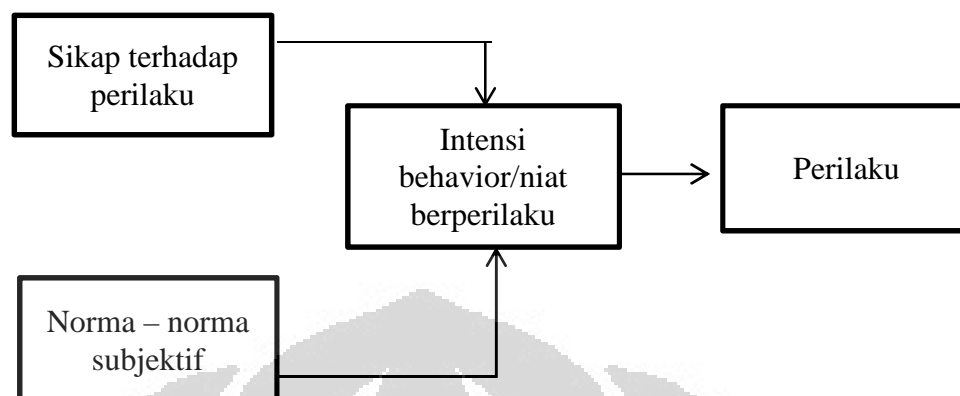 Sikap terhadap
perilaku
Intensi
behavior/niat
berperilaku
Perilaku
Norma – norma
subjektif